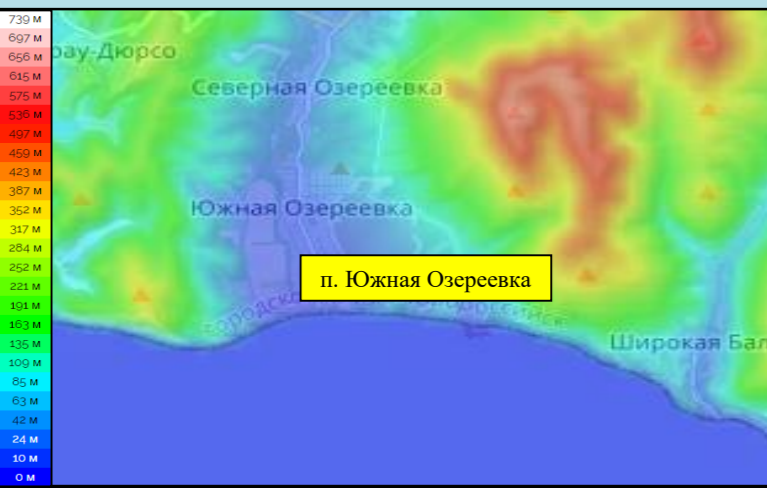 739 м
697 м
656 м
615 м
575 м
536 м
497 м
459 м
423 м
387 м
352 м
317 м
284 м
252 м
221 м
191 м
163 м
135 м
109 м
85 м
63 м
42 м
24 м
10 м
0 м
рау-Дюрсо
Северная Озереевка
Южная Озереевка
п. Южная Озереевка
Широкая Бал